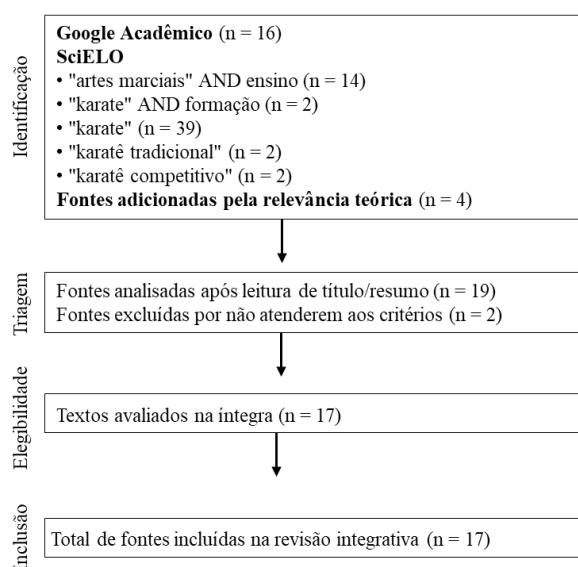 Identificação
Google Acadêmico (n = 16)
SciELO
• "artes marciais" AND ensino (n = 14)
• "karate" AND formação (n = 2)
• "karate" (n = 39)
• "karatê tradicional" (n = 2)
• "karatê competitivo" (n = 2)
Fontes adicionadas pela relevância teórica (n = 4)
Triagem
Fontes analisadas após leitura de título/resumo (n = 19)
Fontes excluídas por não atenderem aos critérios (n = 2)
Elegibilidade
Textos avaliados na íntegra (n = 17)
Inclusão
Total de fontes incluídas na revisão integrativa (n = 17)